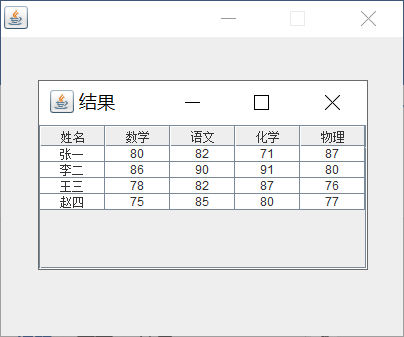 结果
姓名 数学 语文 化学 物理
张一 80 82 71 87
李二 86 90 91 80
王三 78 82 87 76
赵四 75 85 80 77